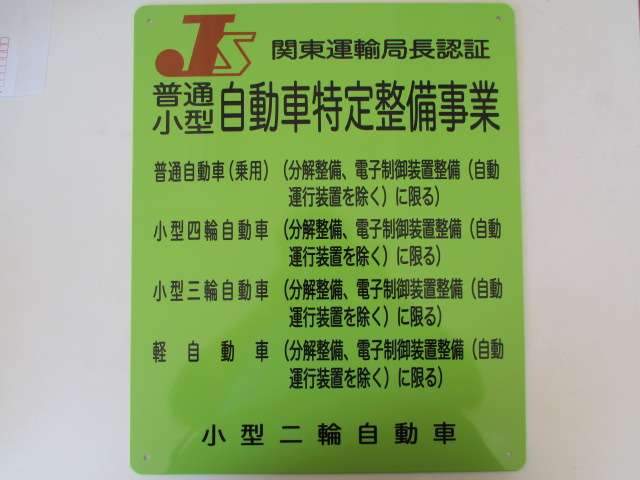 JS 関東運輸局長認証
普通
小型 自動車特定整備事業
普通自動車(乗用) (分解整備、電子制御装置整備(自動
運行装置を除く)に限る)
小型四輪自動車 (分解整備、電子制御装置整備(自動
運行装置を除く)に限る)
小型三輪自動車 (分解整備、電子制御装置整備(自動
運行装置を除く)に限る)
軽自動車 (分解整備、電子制御装置整備(自動
運行装置を除く)に限る)
小型二輪自動車